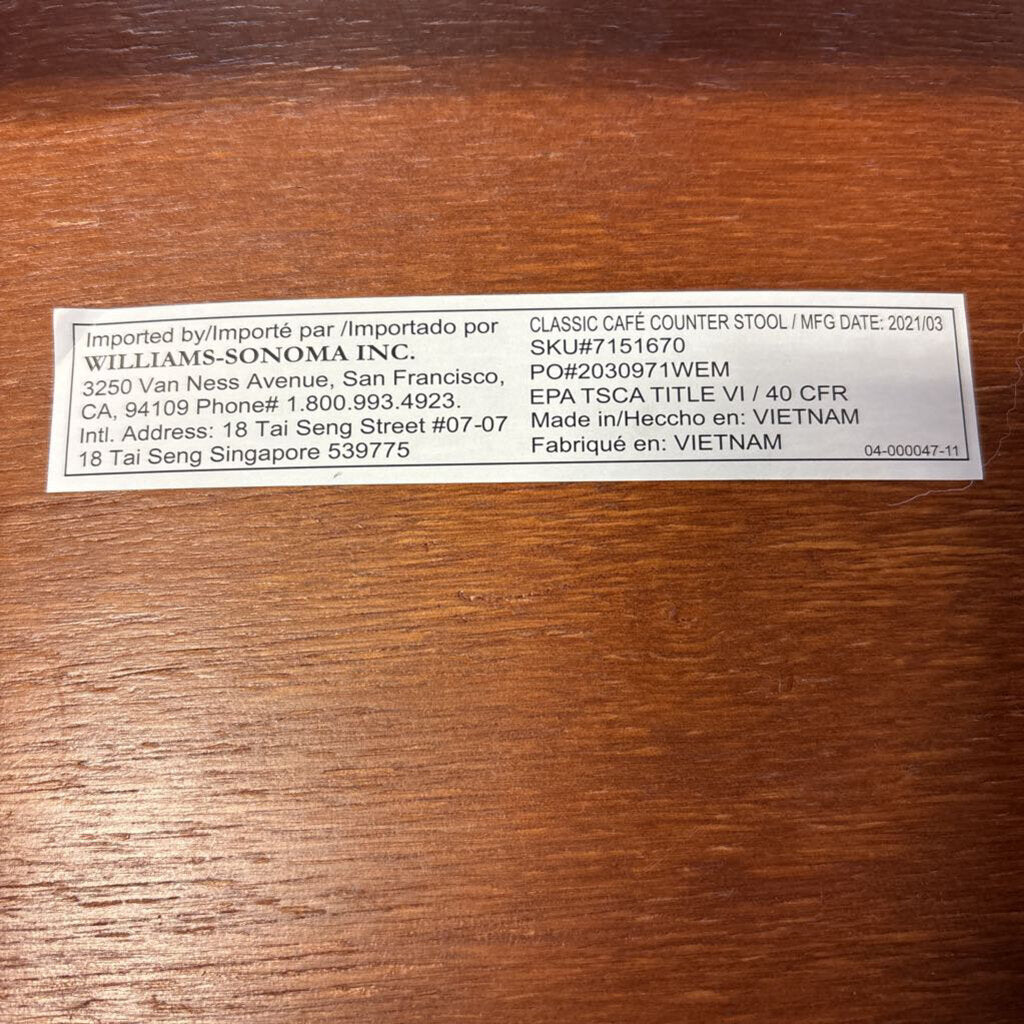 Imported by/Importé par /Importado por
WILLIAMS-SONOMA INC.
3250 Van Ness Avenue, San Francisco,
CA, 94109 Phone# 1.800.993.4923.
Intl. Address: 18 Tai Seng Street #07-07
18 Tai Seng Singapore 539775
CLASSIC CAFÉ COUNTER STOOL / MFG DATE: 2021/03
SKU#7151670
PO#2030971WEM
EPA TSCA TITLE VI / 40 CFR
Made in/Heccho en: VIETNAM
Fabriqué en: VIETNAM
04-000047-11